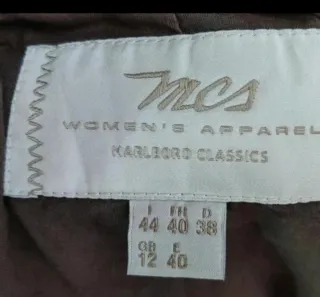 mcs
WOMEN'S APPAREL
MARLBORO CLASSICS
I FR D
44 40 38
GB E
12 40